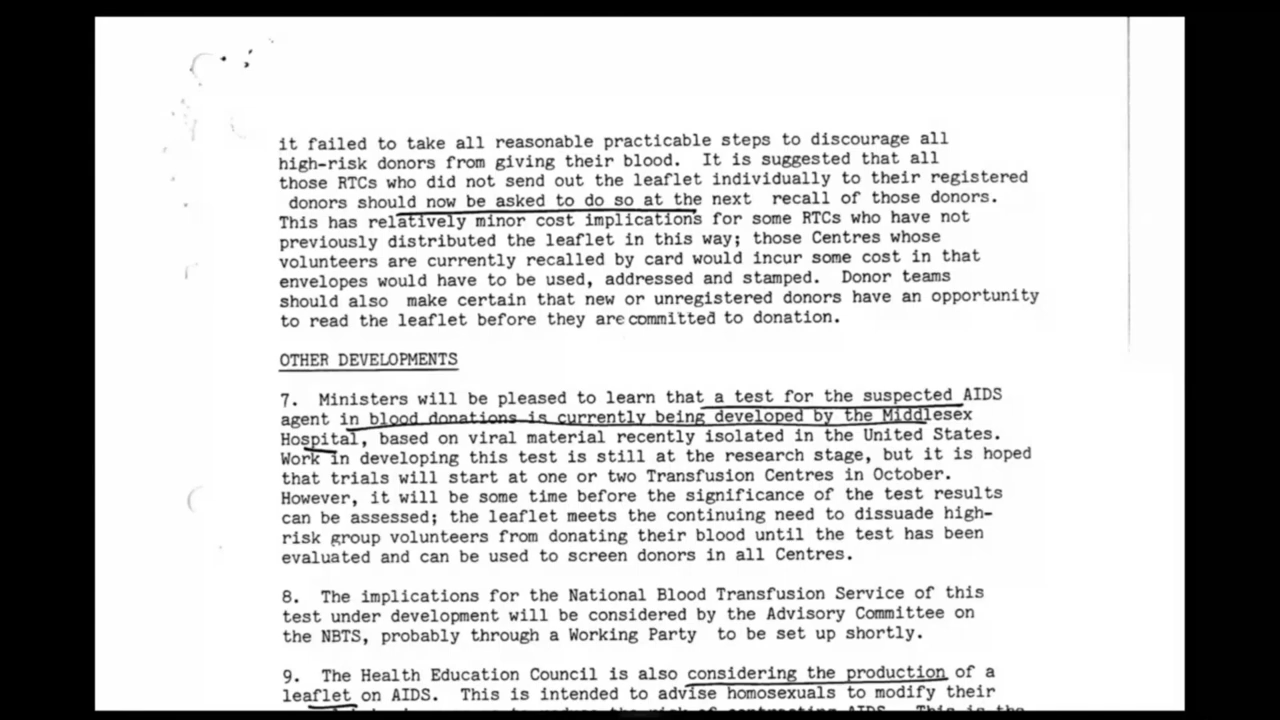 it failed to take all reasonable practicable steps to discourage all
high-risk donors from giving their blood. It is suggested that all
those RTCs who did not send out the leaflet individually to their registered
donors should now be asked to do so at the next recall of those donors.
This has relatively minor cost implications for some RTCs who have not
previously distributed the leaflet in this way; those Centres whose
volunteers are currently recalled by card would incur some cost in that
envelopes would have to be used, addressed and stamped. Donor teams
should also make certain that new or unregistered donors have an opportunity
to read the leaflet before they are committed to donation.
OTHER DEVELOPMENTS
7. Ministers will be pleased to learn that a test for the suspected AIDS
agent in blood donations is currently being developed by the Middlesex
Hospital, based on viral material recently isolated in the United States.
Work in developing this test is still at the research stage, but it is hoped
that trials will start at one or two Transfusion Centres in October.
However, it will be some time before the significance of the test results
can be assessed; the leaflet meets the continuing need to dissuade high-
risk group volunteers from donating their blood until the test has been
evaluated and can be used to screen donors in all Centres.
8. The implications for the National Blood Transfusion Service of this
test under development will be considered by the Advisory Committee on
the NBTS, probably through a Working Party to be set up shortly.
9. The Health Education Council is also considering the production of a
leaflet on AIDS. This is intended to advise homosexuals to modify their
the risk of contracting AIDS. This is the